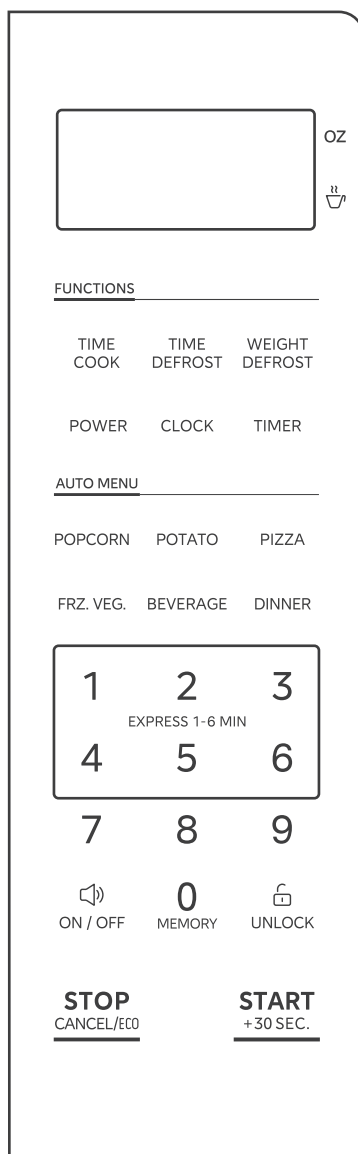 OZ
FUNCTIONS
TIME COOK
TIME DEFROST
WEIGHT DEFROST
POWER CLOCK TIMER
AUTO MENU
POPCORN POTATO PIZZA
FRZ. VEG. BEVERAGE DINNER
1 2 3
EXPRESS 1-6 MIN
4 5 6
7 8 9
0
ON / OFF MEMORY UNLOCK
STOP START
CANCEL/ECO +30 SEC.